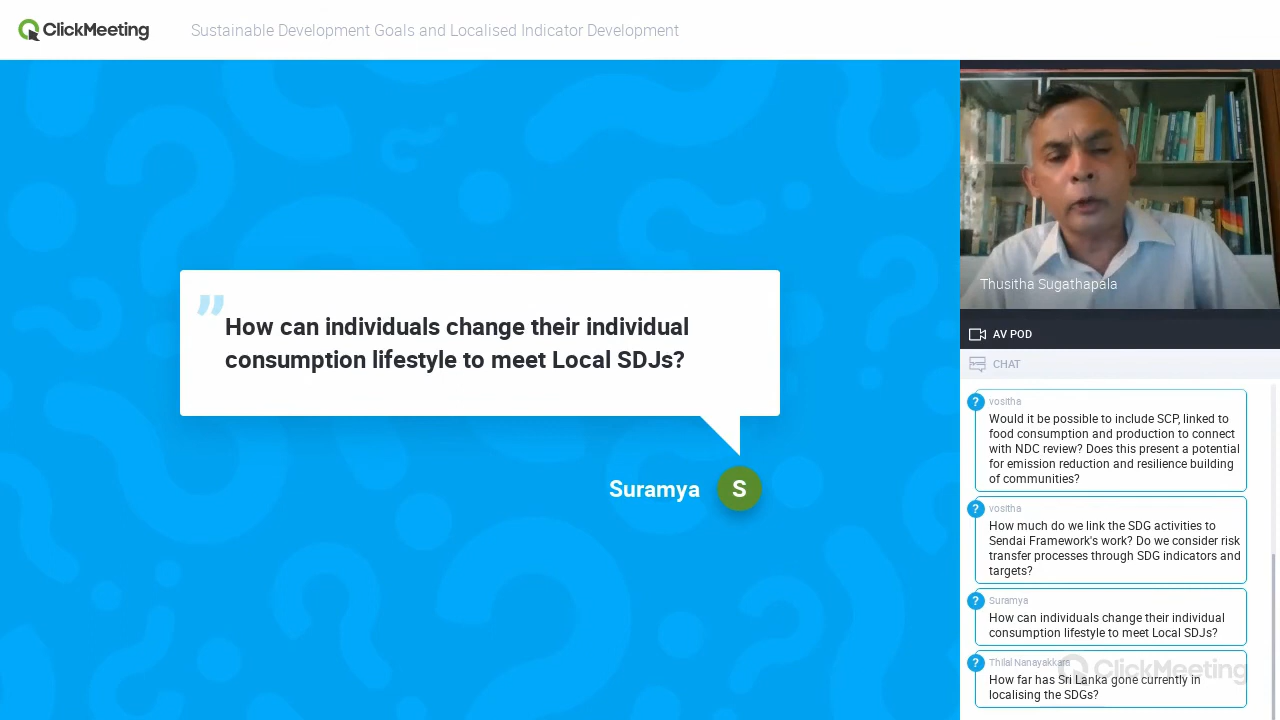 ClickMeeting
Sustainable Development Goals and Localised Indicator Development
”
How can individuals change their individual
consumption lifestyle to meet Local SDJs?
Suramya
S
Thusitha Sugathapala
AV POD
CHAT
?
vositha
Would it be possible to include SCP, linked to
food consumption and production to connect
with NDC review? Does this present a potential
for emission reduction and resilience building
of communities?
?
vositha
How much do we link the SDG activities to
Sendai Framework's work? Do we consider risk
transfer processes through SDG indicators and
targets?
?
Suramya
How can individuals change their individual
consumption lifestyle to meet Local SDJs?
?
Thilal Nanayakkara
How far has Sri Lanka gone currently in
localising the SDGs?
ClickMeeting